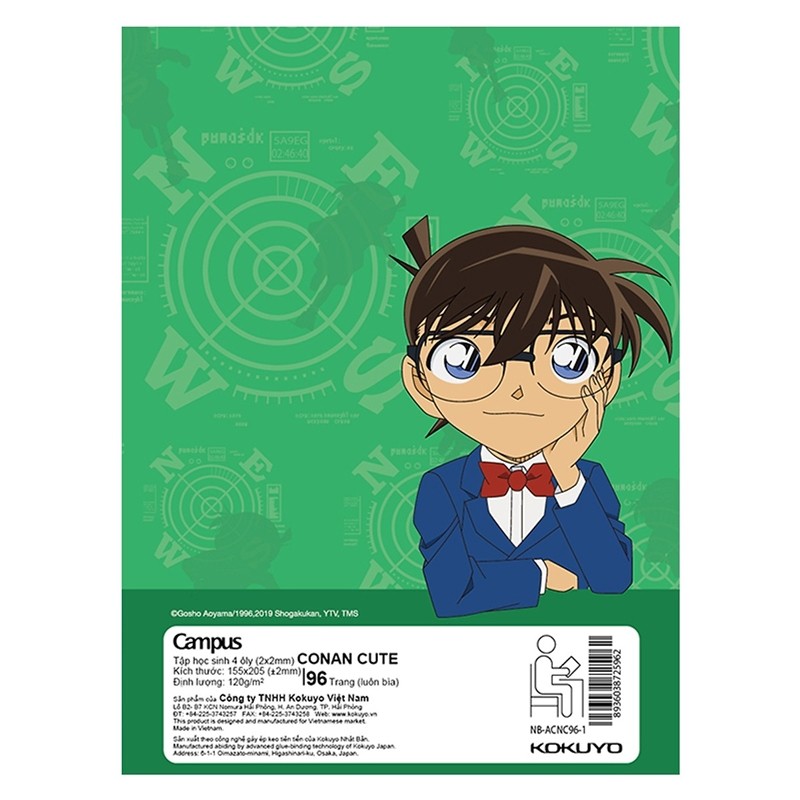 N
E
W
S
SA9EG
02:46:40
N
E
W
S
SA9EG
N
E
W
S
N
W
©Gosho Aoyama/1996,2019 Shogakukan, YTV, TMS
Campus
Tập học sinh 4 ôly (2x2mm) CONAN CUTE
Kích thước: 155x205 (±2mm)
Định lượng: 120g/m² 96 Trang (luôn bìa)
Sản phẩm của Công ty TNHH Kokuyo Việt Nam
Lô B2- B7 KCN Nomura Hải Phòng, H. An Dương, TP. Hải Phòng
ĐT: +84-225-3743257 FAX: +84-225-3743258 Web: www.kokuyo.vn
This product is designed and manufactured for Vietnamese market.
Made in Vietnam.
Sản xuất theo công nghệ gáy ép keo tiên tiến của Kokuyo Nhật Bản.
Manufactured abiding by advanced glue-binding technology of Kokuyo Japan.
Address: 6-1-1 Oimazato-minami, Higashinari-ku, Osaka, Japan.
8936038725962
NB-ACNC96-1
KOKUYO